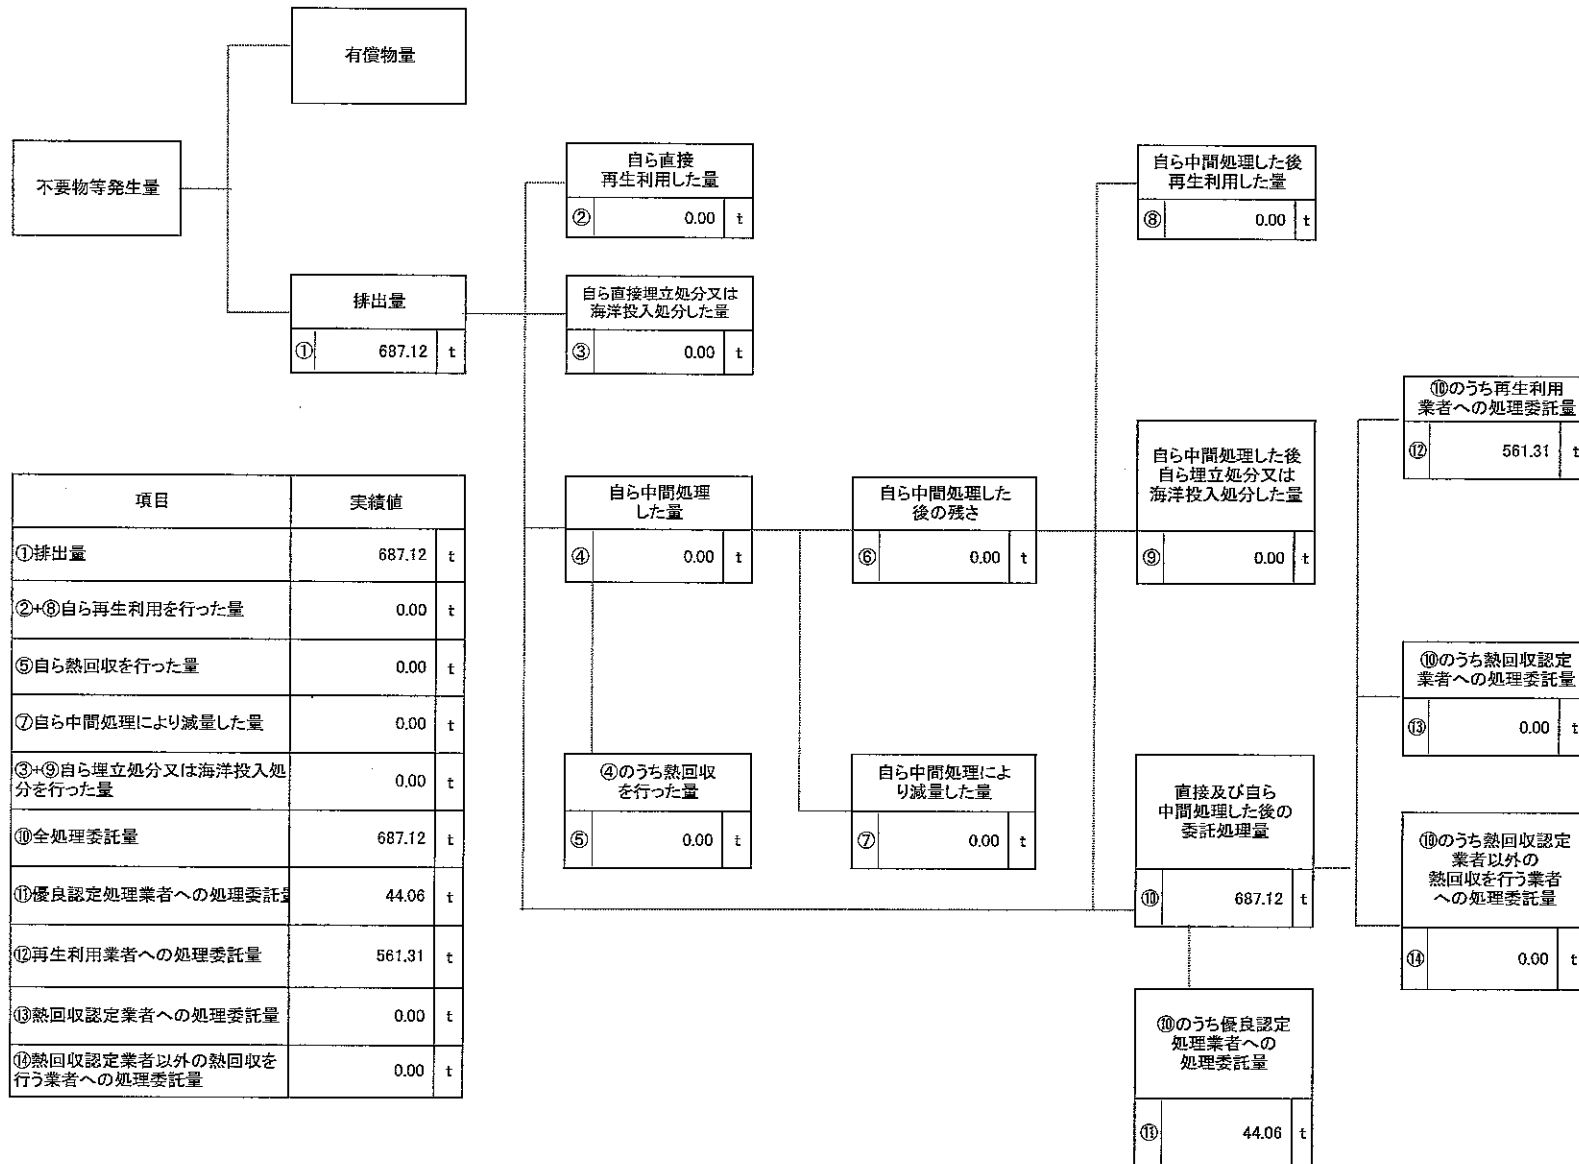 有償物量
不要物等発生量
排出量
① 687.12 t
自ら直接
再生利用した量
② 0.00 t
自ら直接埋立処分又は
海洋投入処分した量
③ 0.00 t
自ら中間処理
した量
④ 0.00 t
④のうち熱回収
を行った量
⑤ 0.00 t
自ら中間処理した
後の残さ
⑥ 0.00 t
自ら中間処理によ
り減量した量
⑦ 0.00 t
自ら中間処理した後
再生利用した量
⑧ 0.00 t
自ら中間処理した後
自ら埋立処分又は
海洋投入処分した量
⑨ 0.00 t
直接及び自ら
中間処理した後の
委託処理量
⑩ 687.12 t
⑩のうち優良認定
処理業者への
処理委託量
⑪ 44.06 t
⑩のうち再生利用
業者への処理委託量
⑫ 561.31 t
⑩のうち熱回収認定
業者への処理委託量
⑬ 0.00 t
⑩のうち熱回収認定
業者以外の
熱回収を行う業者
への処理委託量
⑭ 0.00 t
項目 実績値
①排出量 687.12 t
②+⑧自ら再生利用を行った量 0.00 t
⑤自ら熱回収を行った量 0.00 t
⑦自ら中間処理により減量した量 0.00 t
③+⑨自ら埋立処分又は海洋投入処
分を行った量 0.00 t
⑩全処理委託量 687.12 t
⑪優良認定処理業者への処理委託量 44.06 t
⑫再生利用業者への処理委託量 561.31 t
⑬熱回収認定業者への処理委託量 0.00 t
⑭熱回収認定業者以外の熱回収を
行う業者への処理委託量 0.00 t